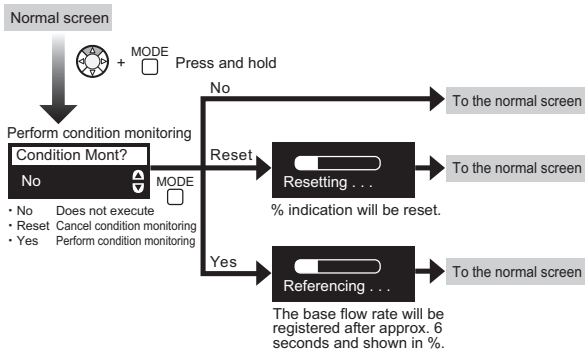 Normal screen
+ MODE Press and hold
Perform condition monitoring
Condition Mont?
No
MODE
・No Does not execute
・Reset Cancel condition monitoring
・Yes Perform condition monitoring
No
To the normal screen
Reset
Resetting . . .
To the normal screen
% indication will be reset.
Yes
Referencing . . .
To the normal screen
The base flow rate will be
registered after approx. 6
seconds and shown in %.